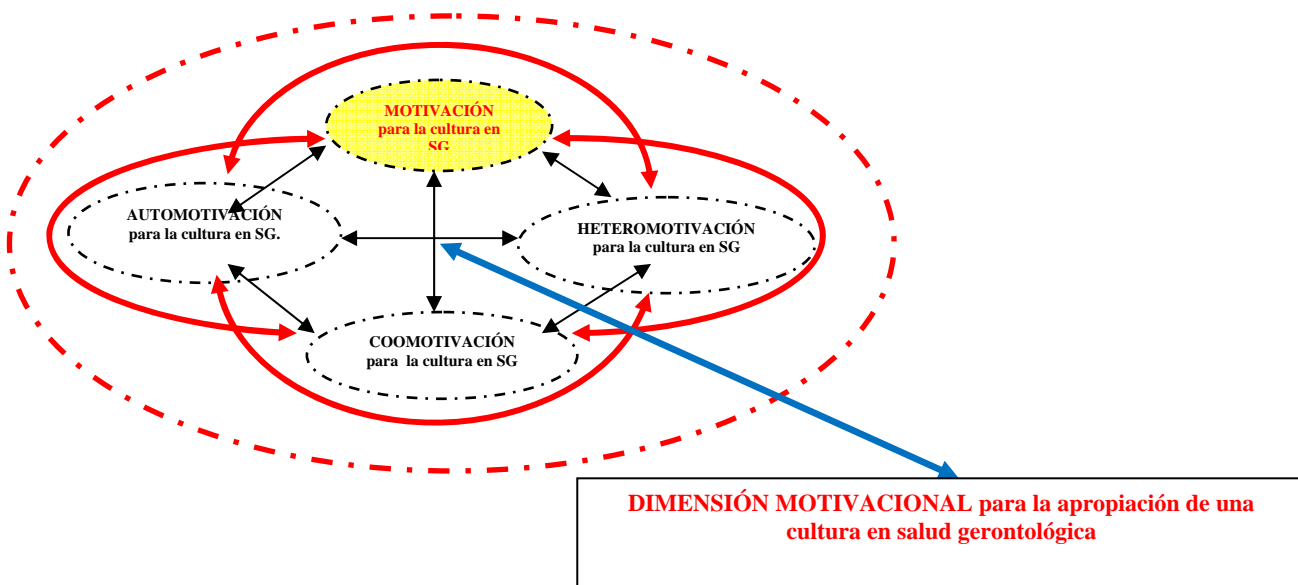 MOTIVACIÓN
para la cultura en
SG
AUTOMOTIVACIÓN
para la cultura en SG.
HETEROMOTIVACIÓN
para la cultura en SG
COOMOTIVACIÓN
para la cultura en SG
DIMENSIÓN MOTIVACIONAL para la apropiación de una
cultura en salud gerontológica